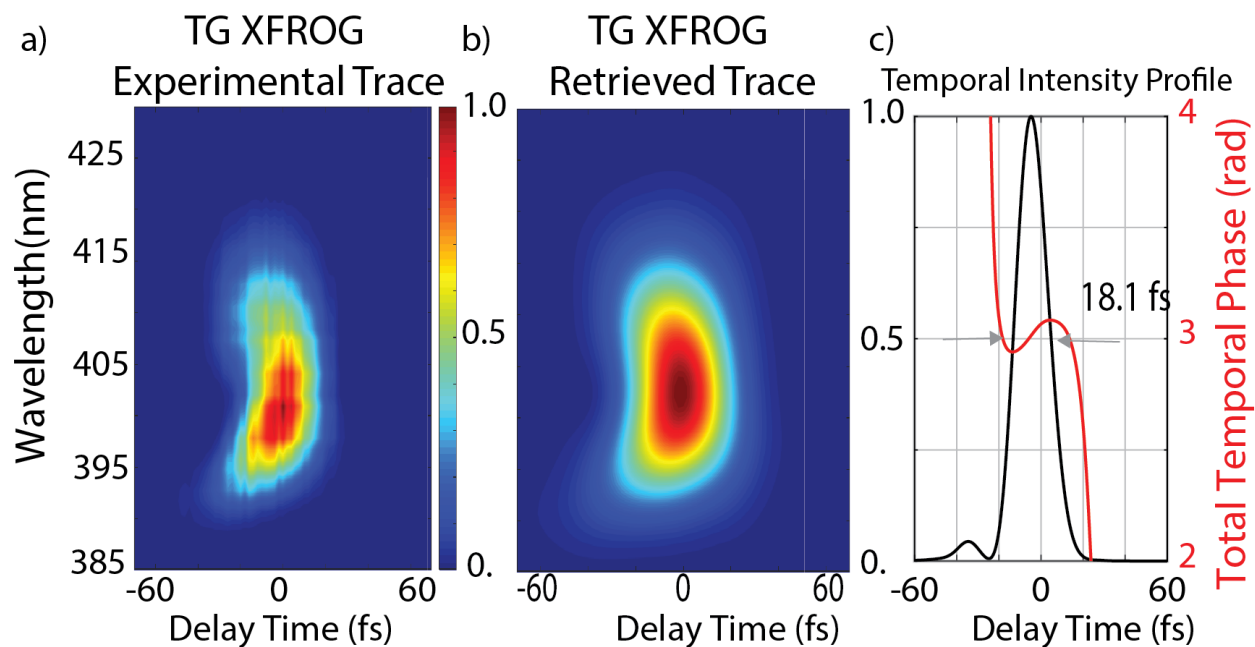 a)
TG XFROG
Experimental Trace
Wavelength(nm)
425
415
405
395
385
-60
0
60
Delay Time (fs)
1.0
0.5
0.
b)
TG XFROG
Retrieved Trace
-60
0
60
Delay Time (fs)
c)
Temporal Intensity Profile
1.0
0.5
0.
18.1 fs
4
3
2
Total Temporal Phase (rad)
-60
0
60
Delay Time (fs)